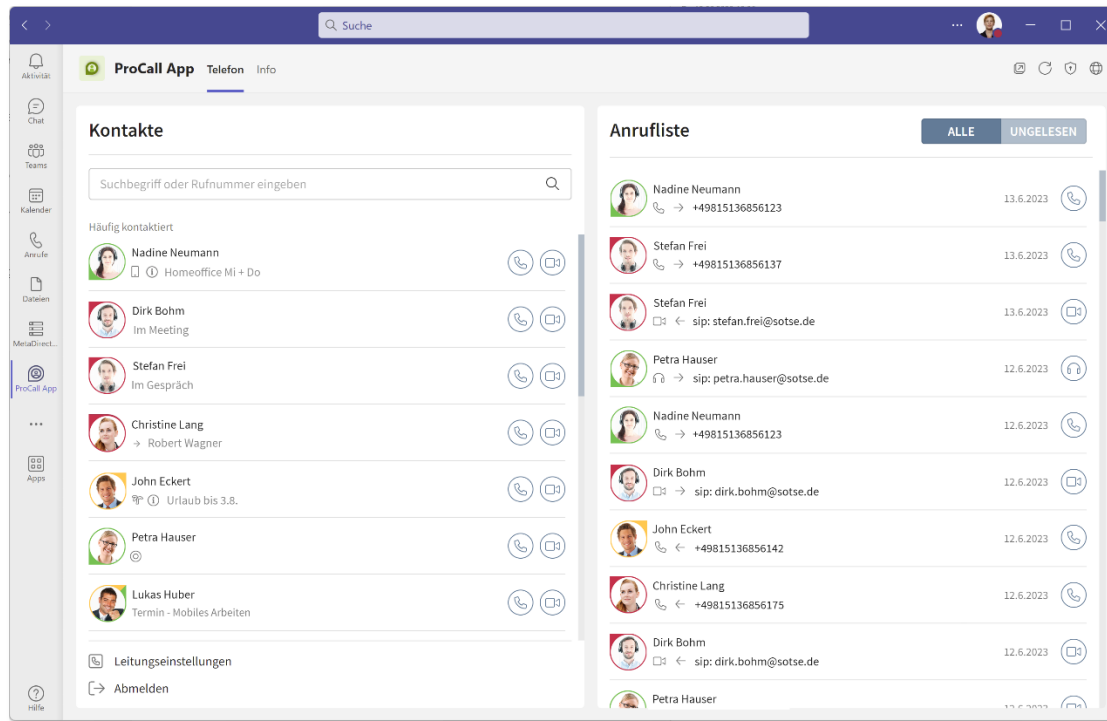 Suche
Aktivität
Chat
Teams
Kalender
Anrufe
Dateien
MetaDirect...
ProCall App
Apps
Hilfe
ProCall App Telefon Info
Kontakte
Suchbegriff oder Rufnummer eingeben
Häufig kontaktiert
Nadine Neumann
Homeoffice Mi + Do
Dirk Bohm
Im Meeting
Stefan Frei
Im Gespräch
Christine Lang
→ Robert Wagner
John Eckert
Urlaub bis 3.8.
Petra Hauser
Lukas Huber
Termin - Mobiles Arbeiten
Leitungseinstellungen
Abmelden
Anrufliste ALLE UNGELESEN
Nadine Neumann
→ +49815136856123 13.6.2023
Stefan Frei
→ +49815136856137 13.6.2023
Stefan Frei
← sip: stefan.frei@sotse.de 13.6.2023
Petra Hauser
→ sip: petra.hauser@sotse.de 12.6.2023
Nadine Neumann
→ +49815136856123 12.6.2023
Dirk Bohm
→ sip: dirk.bohm@sotse.de 12.6.2023
John Eckert
← +49815136856142 12.6.2023
Christine Lang
← +49815136856175 12.6.2023
Dirk Bohm
← sip: dirk.bohm@sotse.de 12.6.2023
Petra Hauser